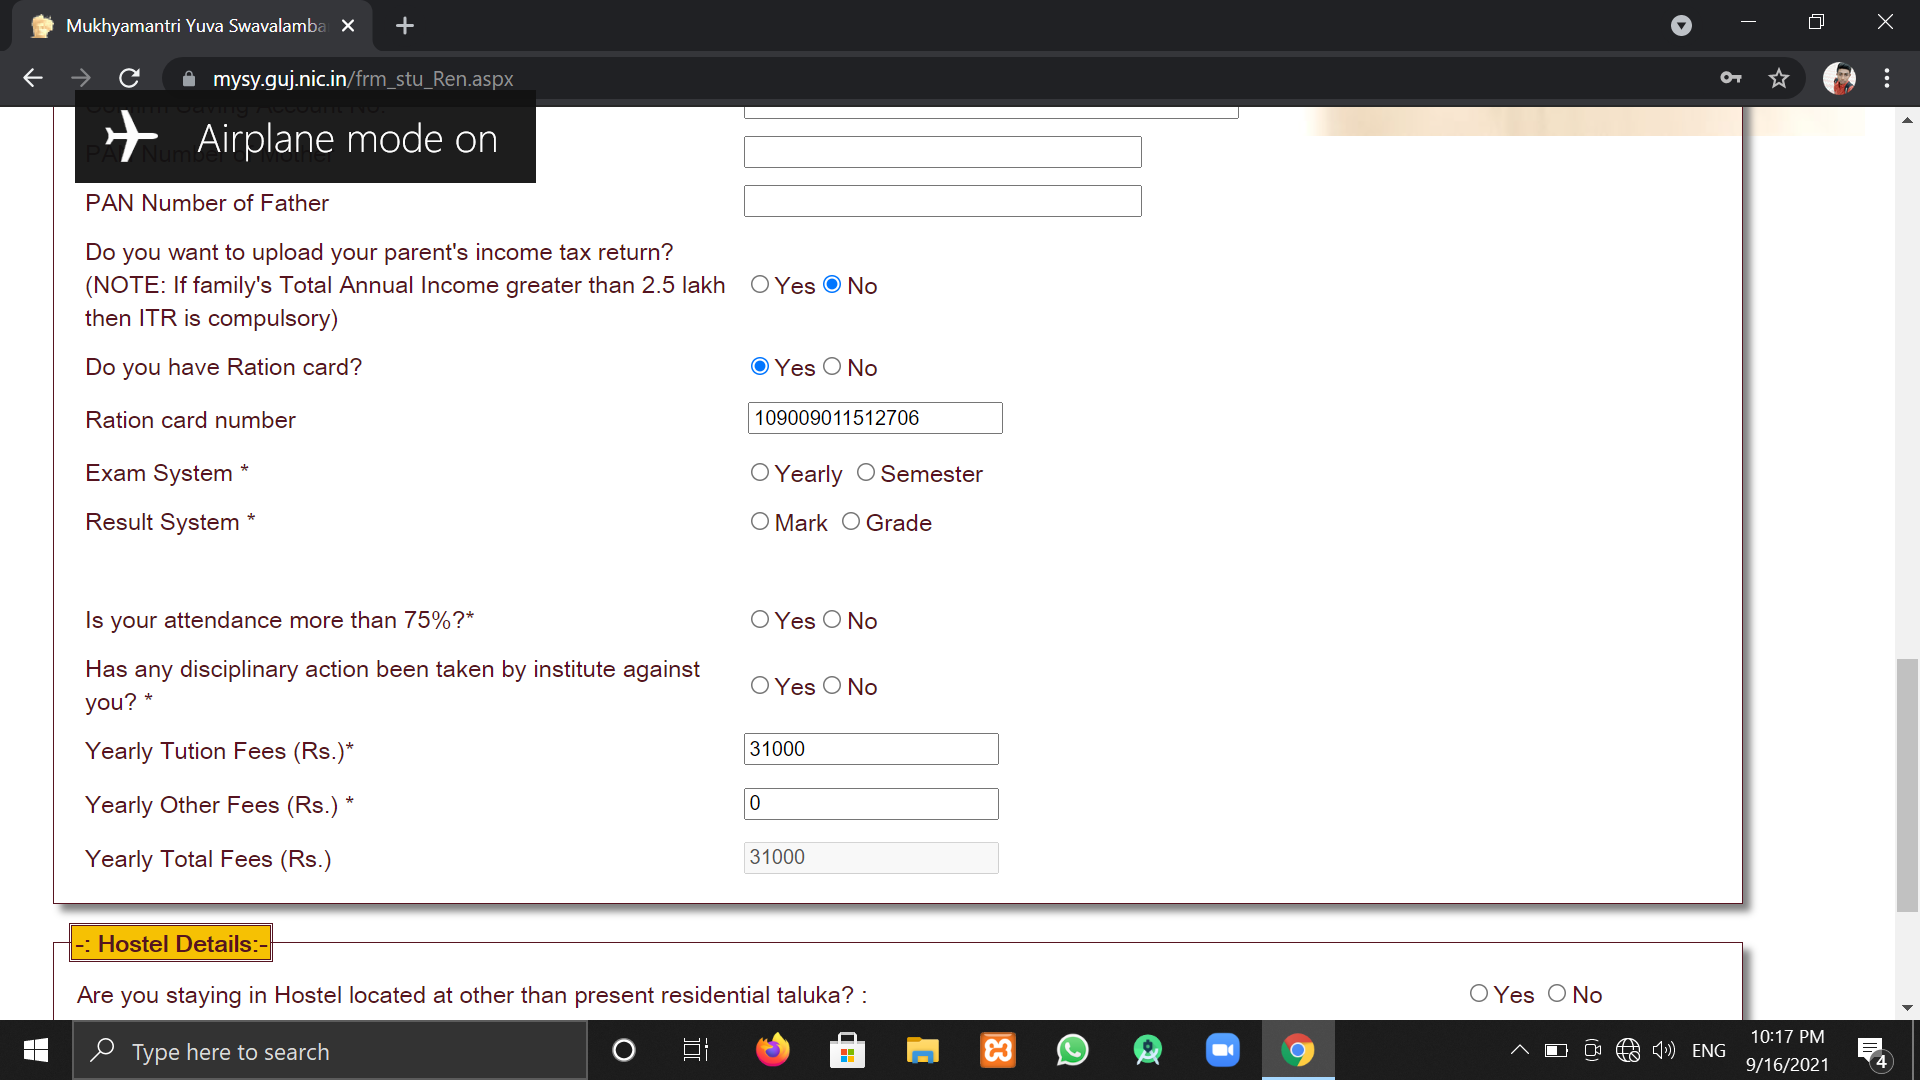 Mukhyamantri Yuva Swavalamba
mysy.guj.nic.in/frm_stu_Ren.aspx
Airplane mode on
PAN Number of Mother
PAN Number of Father
Do you want to upload your parent's income tax return?
(NOTE: If family's Total Annual Income greater than 2.5 lakh
then ITR is compulsory)
Yes No
Do you have Ration card? Yes No
Ration card number 109009011512706
Exam System * Yearly Semester
Result System * Mark Grade
Is your attendance more than 75%?* Yes No
Has any disciplinary action been taken by institute against
you? *
Yes No
Yearly Tution Fees (Rs.)* 31000
Yearly Other Fees (Rs.) * 0
Yearly Total Fees (Rs.) 31000
-: Hostel Details:-
Are you staying in Hostel located at other than present residential taluka? : Yes No
Type here to search
ENG
10:17 PM
9/16/2021
4